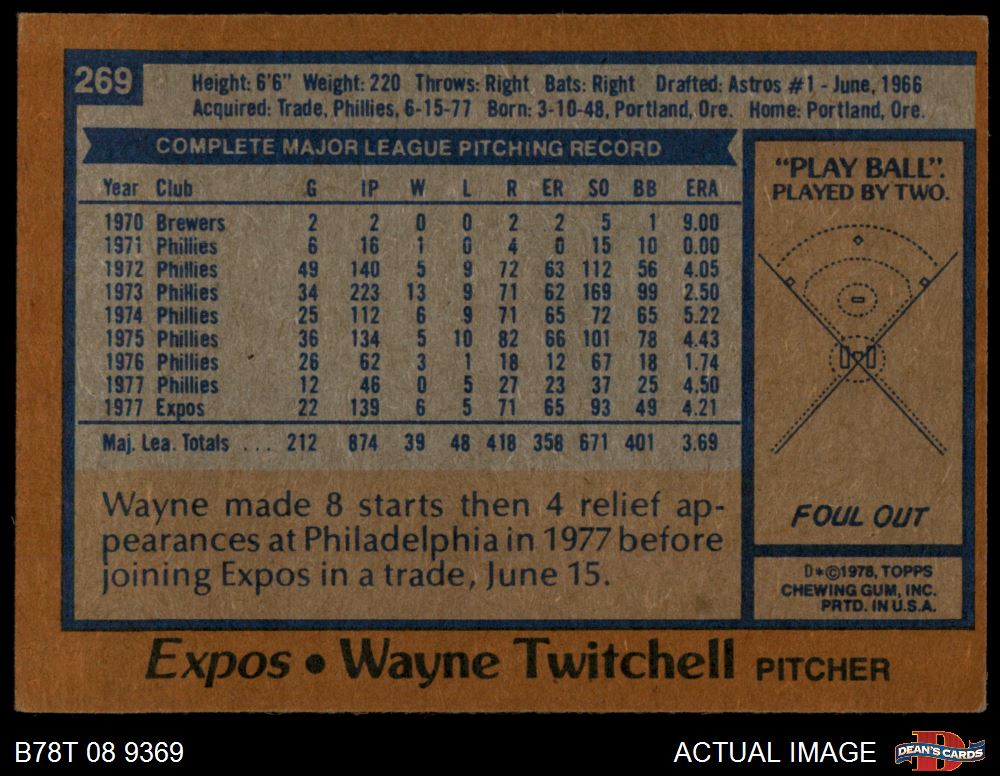 269
Height: 6'6" Weight: 220 Throws: Right Bats: Right Drafted: Astros #1 - June, 1966
Acquired: Trade, Phillies, 6-15-77 Born: 3-10-48, Portland, Ore. Home: Portland, Ore.
COMPLETE MAJOR LEAGUE PITCHING RECORD
Year Club G IP W L R ER SO BB ERA
1970 Brewers 2 2 0 0 2 2 5 1 9.00
1971 Phillies 6 16 1 0 4 0 15 10 0.00
1972 Phillies 49 140 5 9 72 63 112 56 4.05
1973 Phillies 34 223 13 9 71 62 169 99 2.50
1974 Phillies 25 112 6 9 71 65 72 65 5.22
1975 Phillies 36 134 5 10 82 66 101 78 4.43
1976 Phillies 26 62 3 1 18 12 67 18 1.74
1977 Phillies 12 46 0 5 27 23 37 25 4.50
1977 Expos 22 139 6 5 71 65 93 49 4.21
Maj. Lea. Totals ... 212 874 39 48 418 358 671 401 3.69
Wayne made 8 starts then 4 relief ap-
pearances at Philadelphia in 1977 before
joining Expos in a trade, June 15.
"PLAY BALL".
PLAYED BY TWO.
FOUL OUT
D*©1978, TOPPS
CHEWING GUM, INC.
PRTD. IN U.S.A.
Expos • Wayne Twitchell PITCHER
B78T 08 9369
ACTUAL IMAGE
D
DEAN'S CARDS